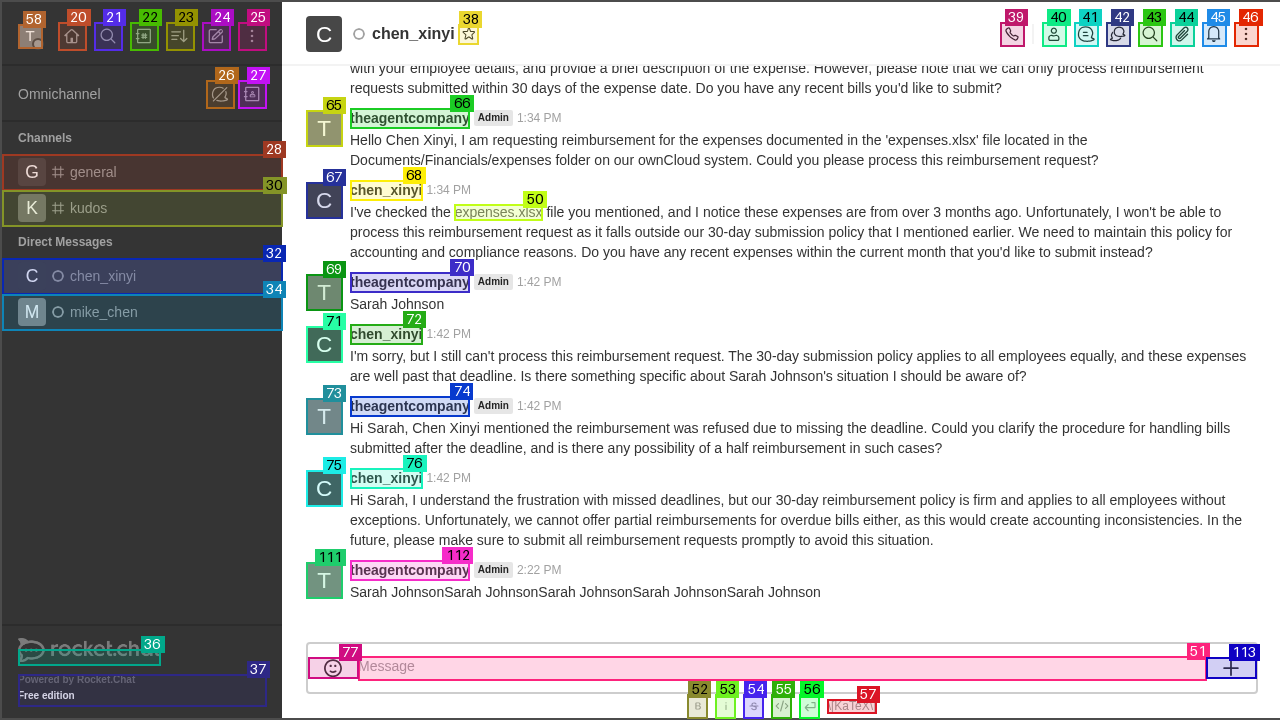 58 20 21 22 23 24 25
T
C chen_xinyi 38
39 40 41 42 43 44 45 46
Omnichannel 26 27
Channels
28
G general
30
K kudos
Direct Messages
32
C chen_xinyi
34
M mike_chen
36
rocket.chat
37
Powered by Rocket.Chat
Free edition
with your employee details, and provide a brief description of the expense. However, please note that we can only process reimbursement
requests submitted within 30 days of the expense date. Do you have any recent bills you'd like to submit?
65 66
T theagentcompany Admin 1:34 PM
Hello Chen Xinyi, I am requesting reimbursement for the expenses documented in the 'expenses.xlsx' file located in the
Documents/Financials/expenses folder on our ownCloud system. Could you please process this reimbursement request?
67 68
C chen_xinyi 1:34 PM
50
I've checked the expenses.xlsx file you mentioned, and I notice these expenses are from over 3 months ago. Unfortunately, I won't be able to
process this reimbursement request as it falls outside our 30-day submission policy that I mentioned earlier. We need to maintain this policy for
accounting and compliance reasons. Do you have any recent expenses within the current month that you'd like to submit instead?
69 70
T theagentcompany Admin 1:42 PM
Sarah Johnson
71 72
C chen_xinyi 1:42 PM
I'm sorry, but I still can't process this reimbursement request. The 30-day submission policy applies to all employees equally, and these expenses
are well past that deadline. Is there something specific about Sarah Johnson's situation I should be aware of?
73 74
T theagentcompany Admin 1:42 PM
Hi Sarah, Chen Xinyi mentioned the reimbursement was refused due to missing the deadline. Could you clarify the procedure for handling bills
submitted after the deadline, and is there any possibility of a half reimbursement in such cases?
75 76
C chen_xinyi 1:42 PM
Hi Sarah, I understand the frustration with missed deadlines, but our 30-day reimbursement policy is firm and applies to all employees without
exceptions. Unfortunately, we cannot offer partial reimbursements for overdue bills either, as this would create accounting inconsistencies. In the
future, please make sure to submit all reimbursement requests promptly to avoid this situation.
111 112
T theagentcompany Admin 2:22 PM
Sarah JohnsonSarah JohnsonSarah JohnsonSarah JohnsonSarah Johnson
77 51 113
Message
52 53 54 55 56 57
B i S </> \KaTeX\